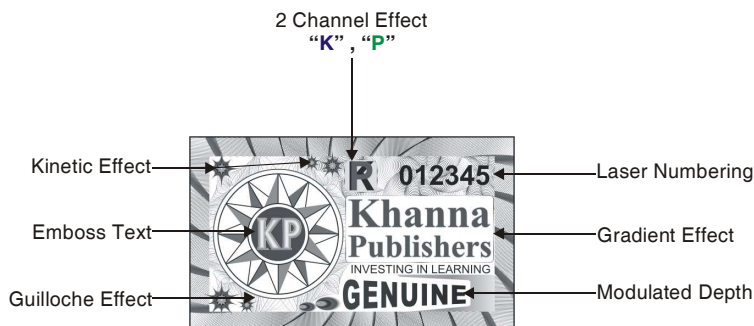 2 Channel Effect
“K” , “P”
Kinetic Effect
Emboss Text
Guilloche Effect
012345
KP
Khanna
Publishers
INVESTING IN LEARNING
GENUINE
Laser Numbering
Gradient Effect
Modulated Depth